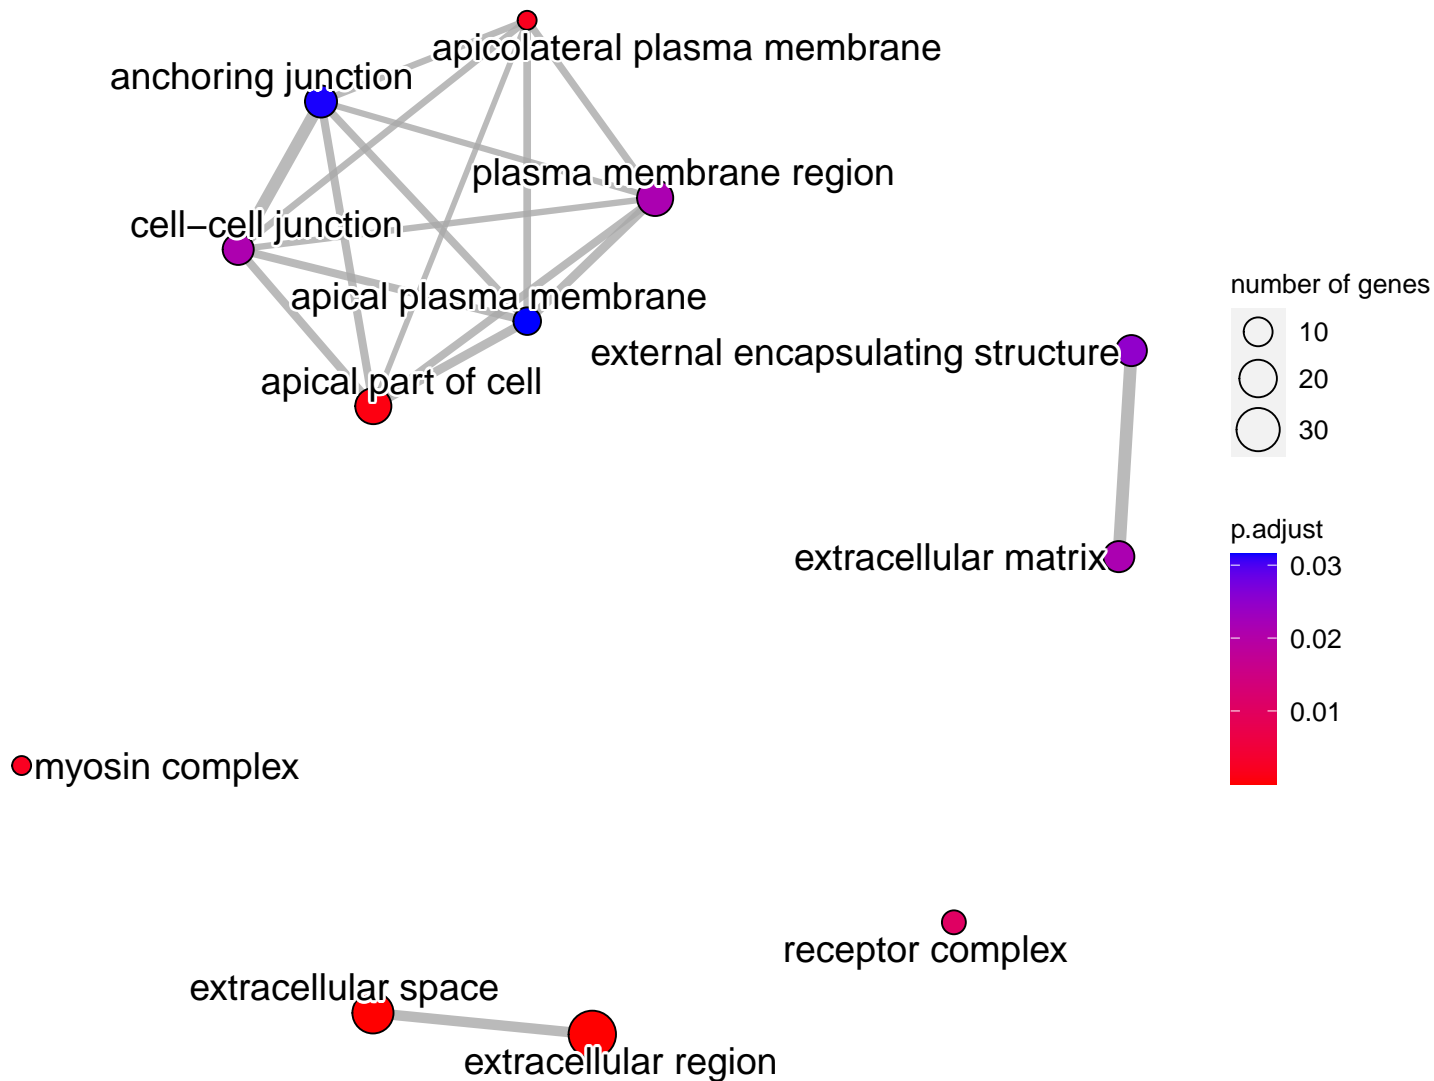 apicolateral plasma membrane
anchoring junction
plasma membrane region
cell−cell junction
apical plasma membrane
apical part of cell
external encapsulating structure
extracellular matrix
myosin complex
receptor complex
extracellular space
extracellular region
number of genes
10
20
30
p.adjust
0.03
0.02
0.01